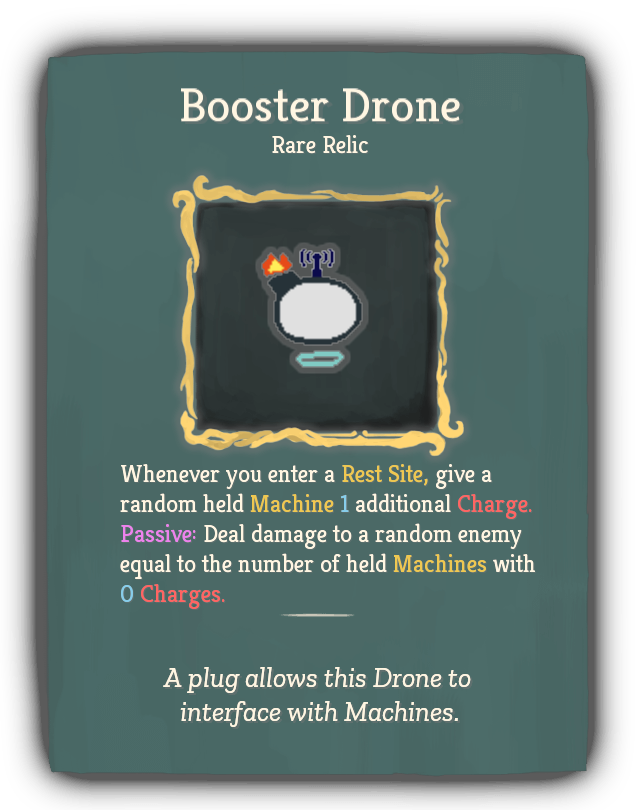 Booster Drone
Rare Relic
Whenever you enter a Rest Site, give a
random held Machine 1 additional Charge.
Passive: Deal damage to a random enemy
equal to the number of held Machines with
0 Charges.
A plug allows this Drone to
interface with Machines.